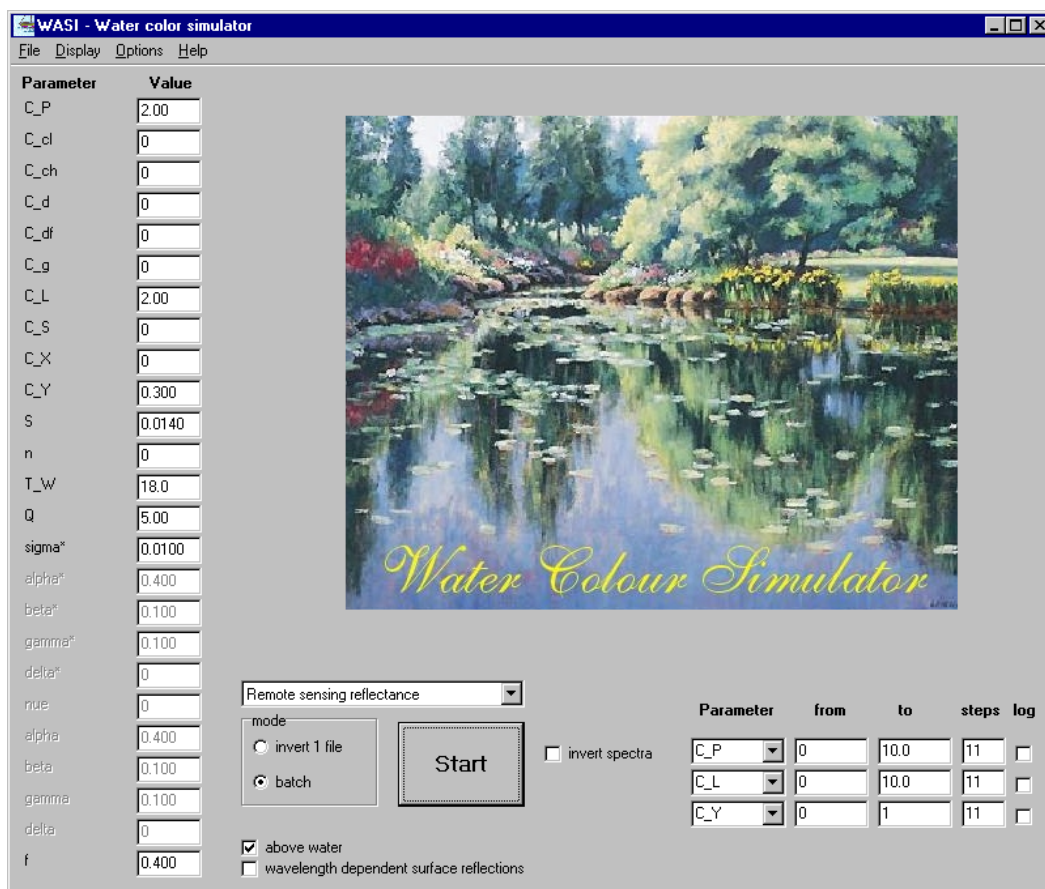 WASI - Water color simulator
File Display Options Help
Parameter Value
C_P 2.00
C_cl 0
C_ch 0
C_d 0
C_df 0
C_g 0
C_L 2.00
C_S 0
C_X 0
C_Y 0.300
S 0.0140
n 0
T_W 18.0
Q 5.00
sigma* 0.0100
alpha* 0.400
beta* 0.100
gamma* 0.100
delta* 0
nue 0
alpha 0.400
beta 0.100
gamma 0.100
delta 0
f 0.400
Water Colour Simulator
Remote sensing reflectance
mode
invert 1 file
batch
Start
invert spectra
above water
wavelength dependent surface reflections
Parameter from to steps log
C_P 0 10.0 11
C_L 0 10.0 11
C_Y 0 1 11